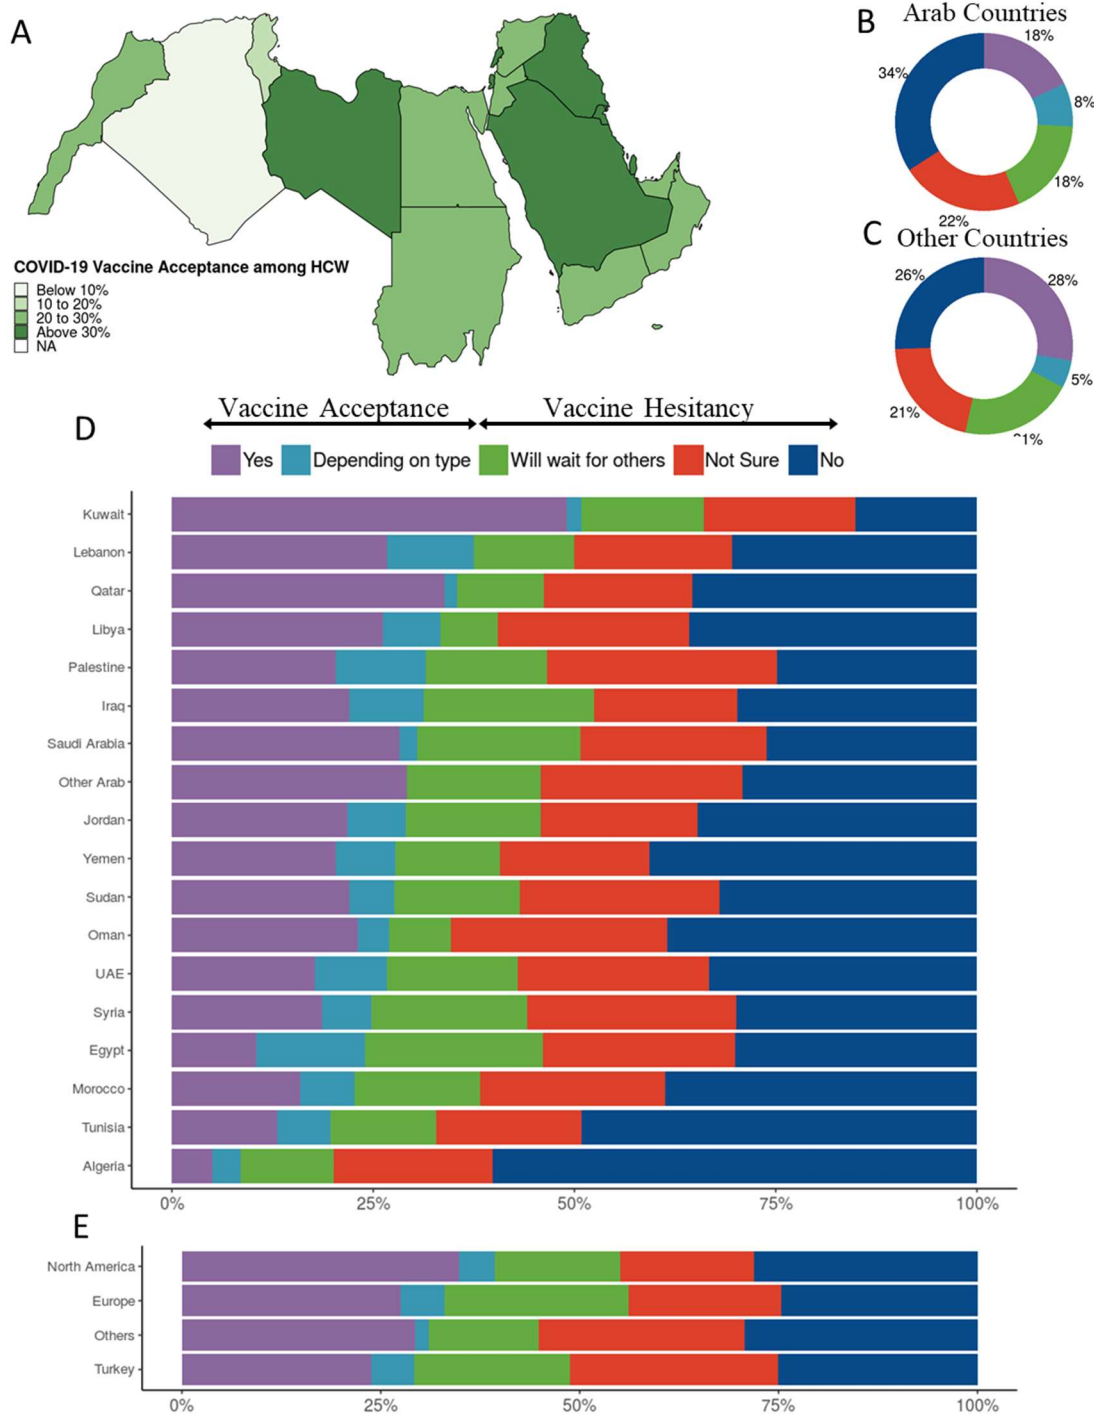 A
COVID-19 Vaccine Acceptance among HCW
Below 10%
10 to 20%
20 to 30%
Above 30%
NA
B
Arab Countries
18%
34%
8%
18%
22%
C
Other Countries
26%
28%
5%
21%
Vaccine Acceptance
Vaccine Hesitancy
D
Yes
Depending on type
Will wait for others
Not Sure
No
Kuwait
Lebanon
Qatar
Libya
Palestine
Iraq
Saudi Arabia
Other Arab
Jordan
Yemen
Sudan
Oman
UAE
Syria
Egypt
Morocco
Tunisia
Algeria
0% 25% 50% 75% 100%
E
North America
Europe
Others
Turkey
0% 25% 50% 75% 100%